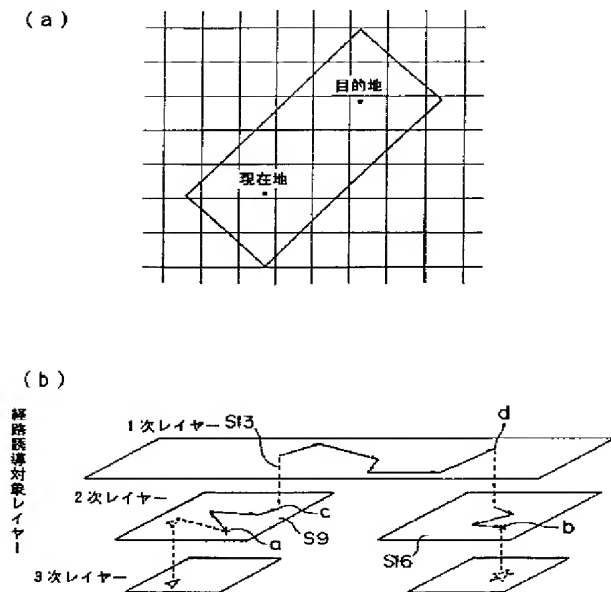 (a)
目的地
現在地
(b)
経路誘導対象レイヤー
1次レイヤー S13
d
2次レイヤー
c
a
S9
b
S16
3次レイヤー